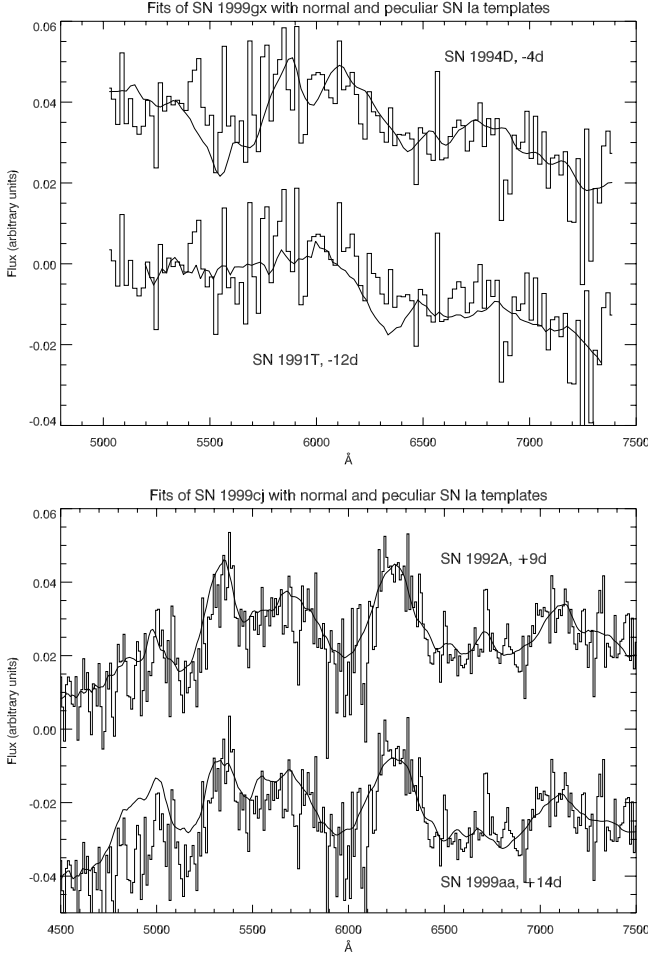 Fits of SN 1999gx with normal and peculiar SN Ia templates
0.06
SN 1994D, -4d
0.04
0.02
0.00
Flux (arbitrary units)
-0.02
SN 1991T, -12d
-0.04
5000 5500 6000 6500 7000 7500
Å
Fits of SN 1999cj with normal and peculiar SN Ia templates
0.06
SN 1992A, +9d
0.04
0.02
0.00
Flux (arbitrary units)
-0.02
-0.04
SN 1999aa, +14d
4500 5000 5500 6000 6500 7000 7500
Å